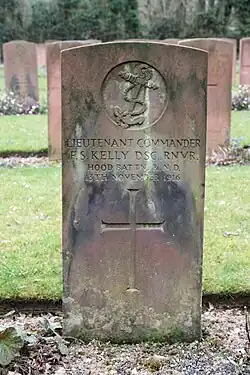 LIEUTENANT COMMANDER
F.S. KELLY DSC. RNVR.
HOOD BATTN. R.N.D.
13TH NOVEMBER 1916